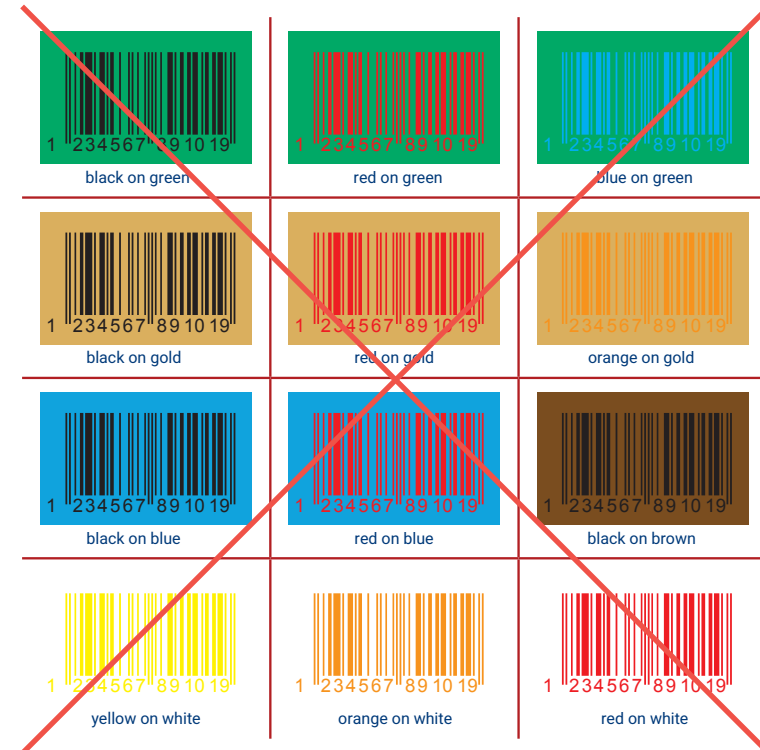 1 234567 89 10 19
1 234567 89 10 19
1 234567 89 10 19
black on green
red on green
blue on green
1 234567 89 10 19
1 234567 89 10 19
1 234567 89 10 19
black on gold
red on gold
orange on gold
1 234567 89 10 19
1 234567 89 10 19
1 234567 89 10 19
black on blue
red on blue
black on brown
1 234567 89 10 19
1 234567 89 10 19
1 234567 89 10 19
yellow on white
orange on white
red on white